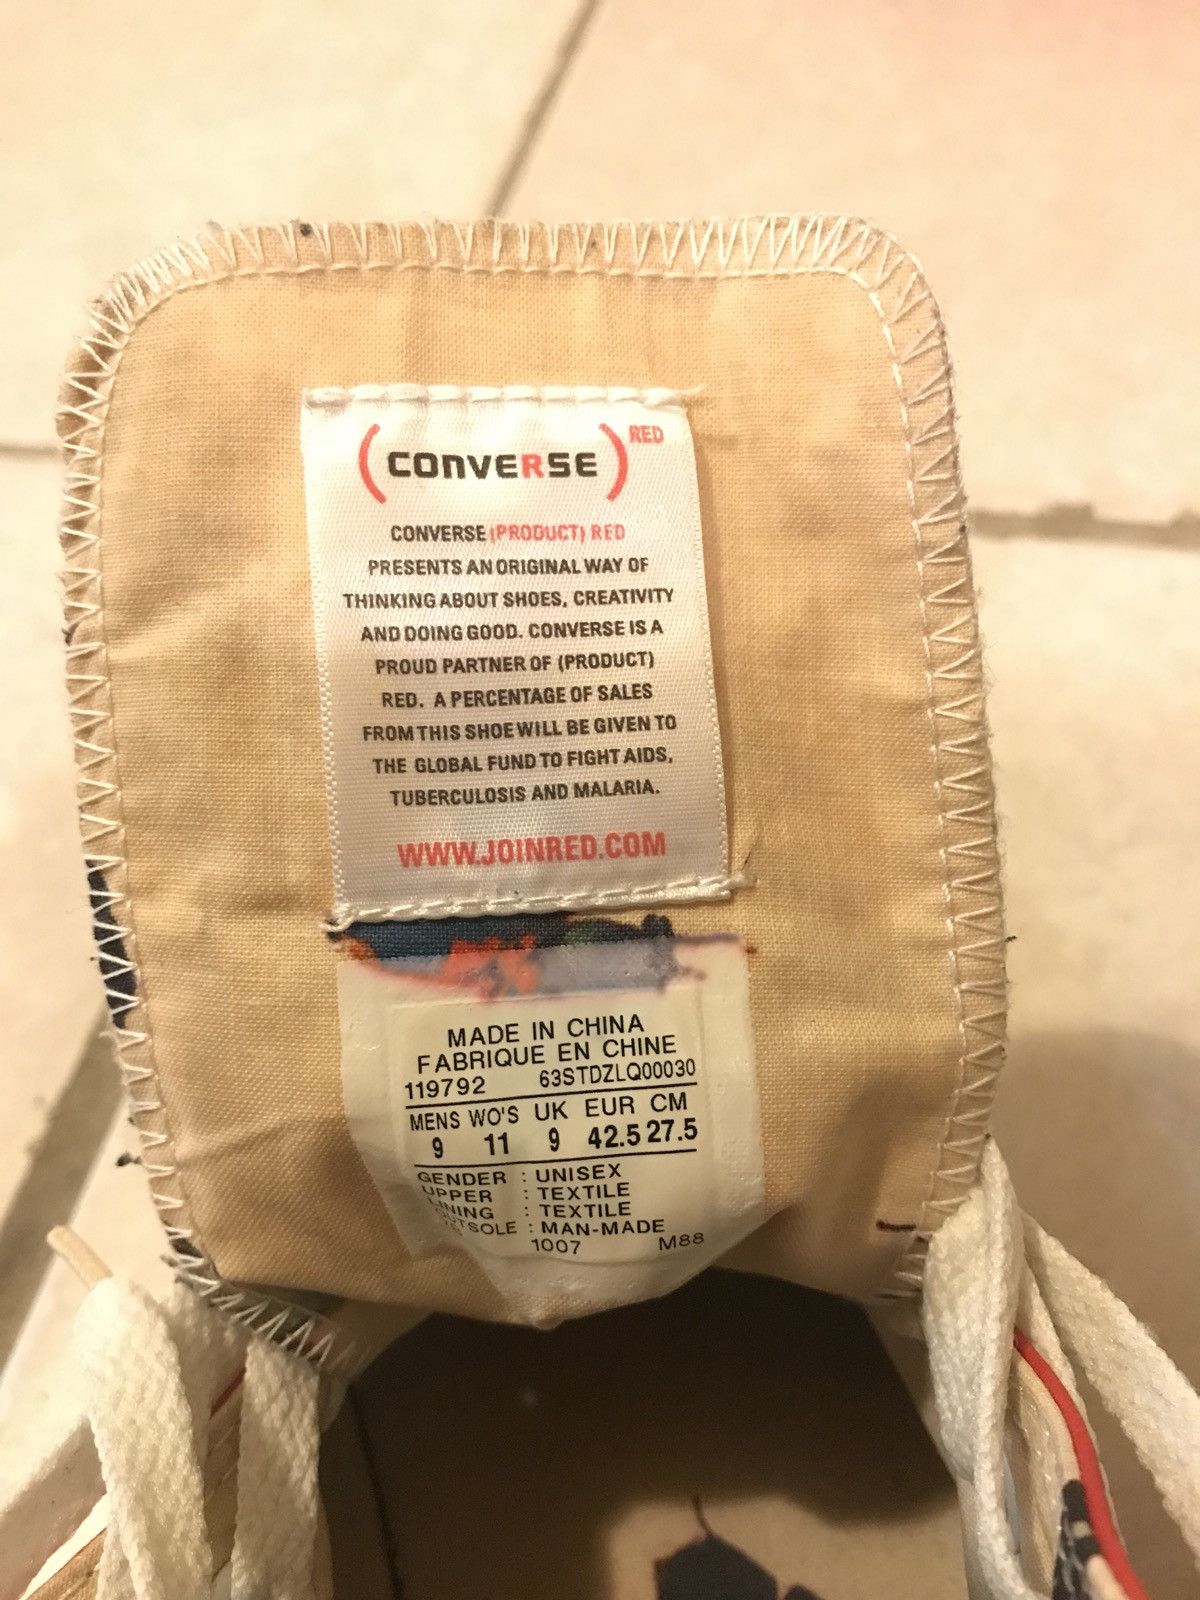 (CONVERSE) RED
CONVERSE (PRODUCT) RED
PRESENTS AN ORIGINAL WAY OF
THINKING ABOUT SHOES, CREATIVITY
AND DOING GOOD. CONVERSE IS A
PROUD PARTNER OF (PRODUCT)
RED. A PERCENTAGE OF SALES
FROM THIS SHOE WILL BE GIVEN TO
THE GLOBAL FUND TO FIGHT AIDS,
TUBERCULOSIS AND MALARIA.
WWW.JOINRED.COM
MADE IN CHINA
FABRIQUE EN CHINE
119792 63STDZLQ00030
MENS WO'S UK EUR CM
9 11 9 42.5 27.5
GENDER : UNISEX
UPPER : TEXTILE
LINING : TEXTILE
OUTSOLE : MAN-MADE
1007 M88